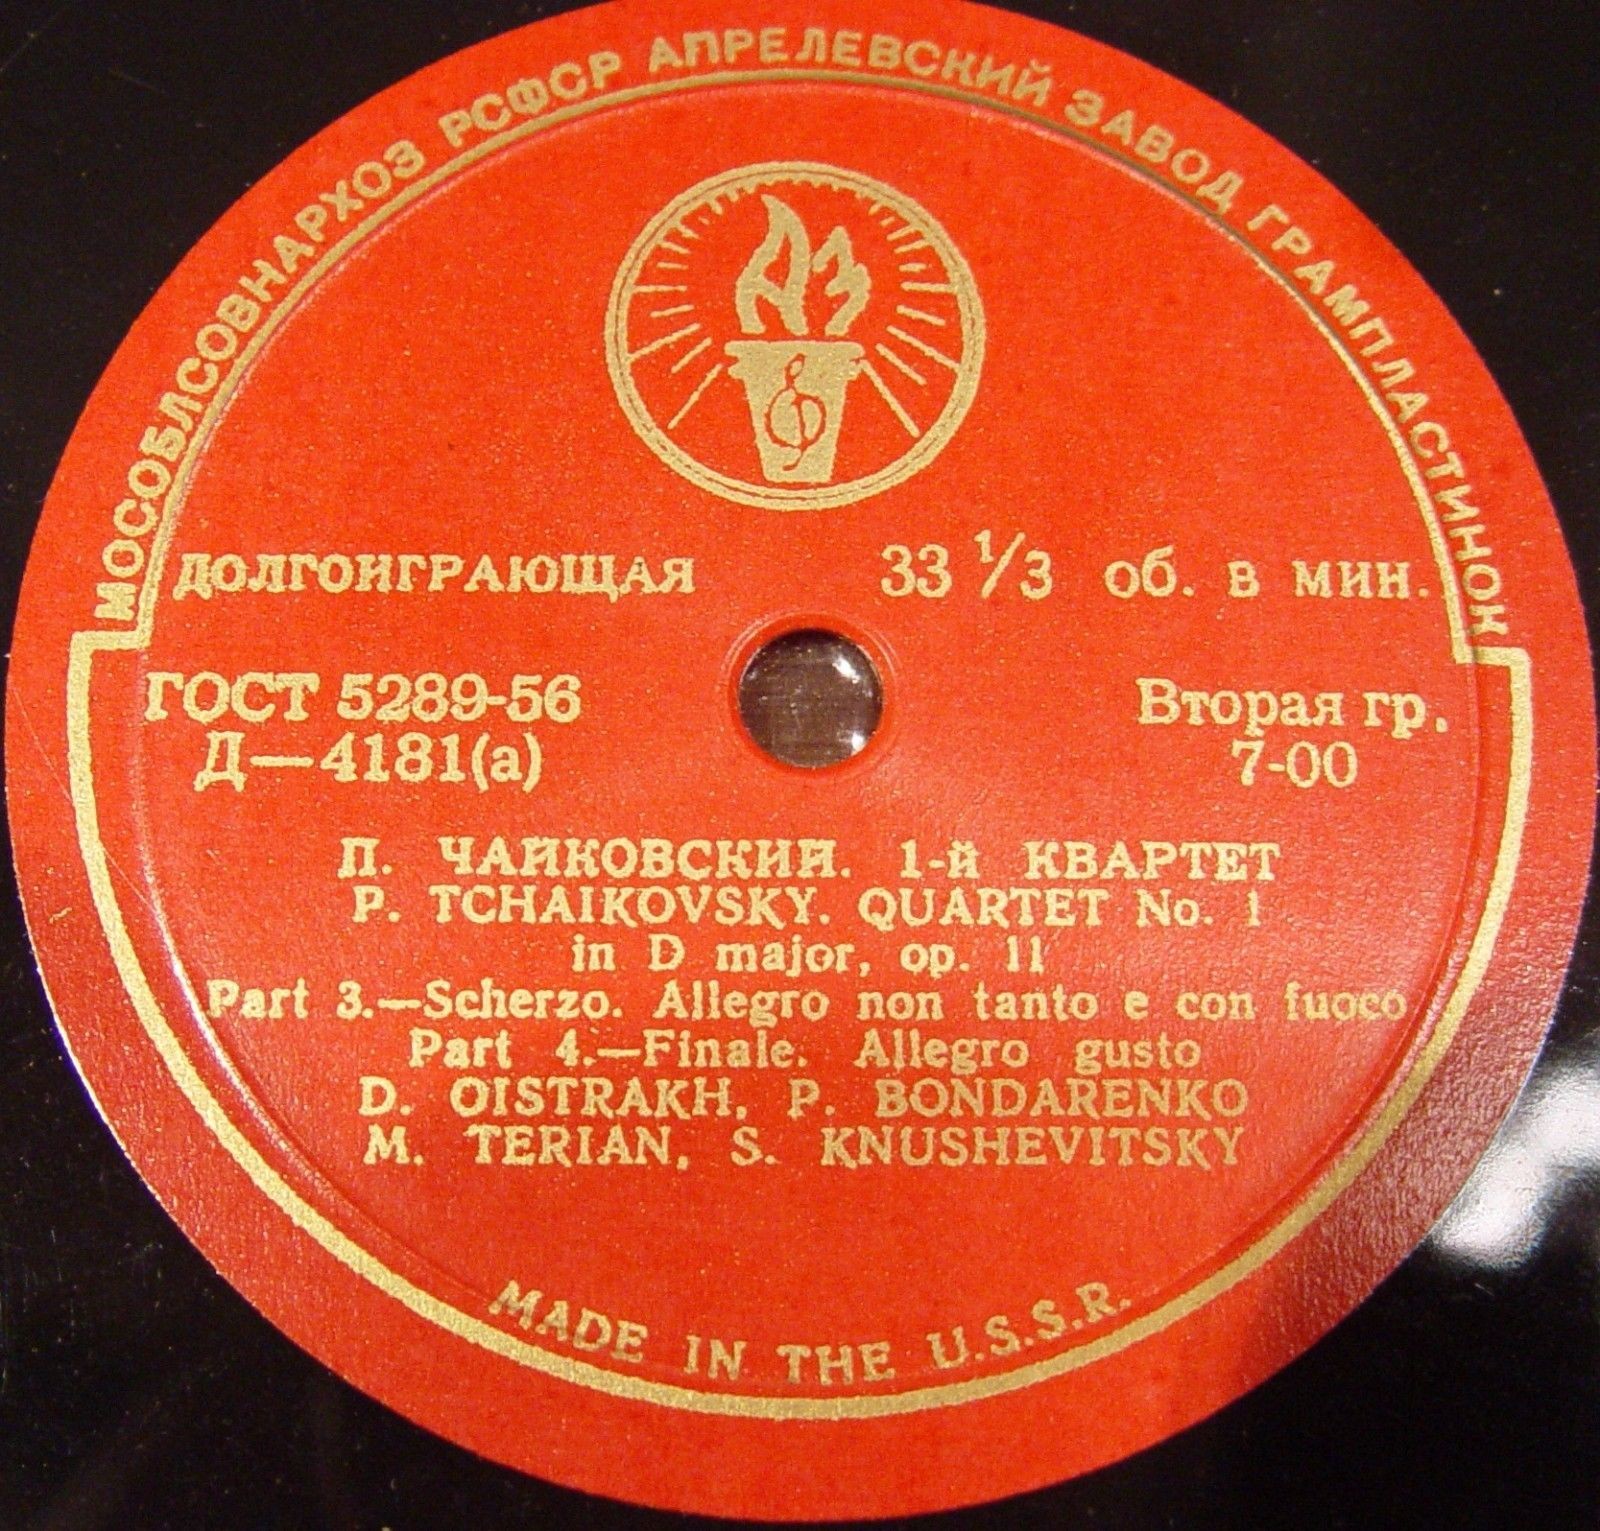 МОСОБЛСОВНАРХОЗ РСФСР АПРЕЛЕВСКИЙ ЗАВОД ГРАМПЛАСТИНОК
АЗ
ДОЛГОИГРАЮЩАЯ 33 1/3 об. в мин.
ГОСТ 5289-56 Вторая гр.
Д—4181(а) 7-00
П. ЧАЙКОВСКИЙ. 1-й КВАРТЕТ
P. TCHAIKOVSKY. QUARTET No. 1
in D major, op. 11
Part 3.—Scherzo. Allegro non tanto e con fuoco
Part 4.—Finale. Allegro gusto
D. OISTRAKH, P. BONDARENKO
M. TERIAN, S. KNUSHEVITSKY
MADE IN THE U.S.S.R.